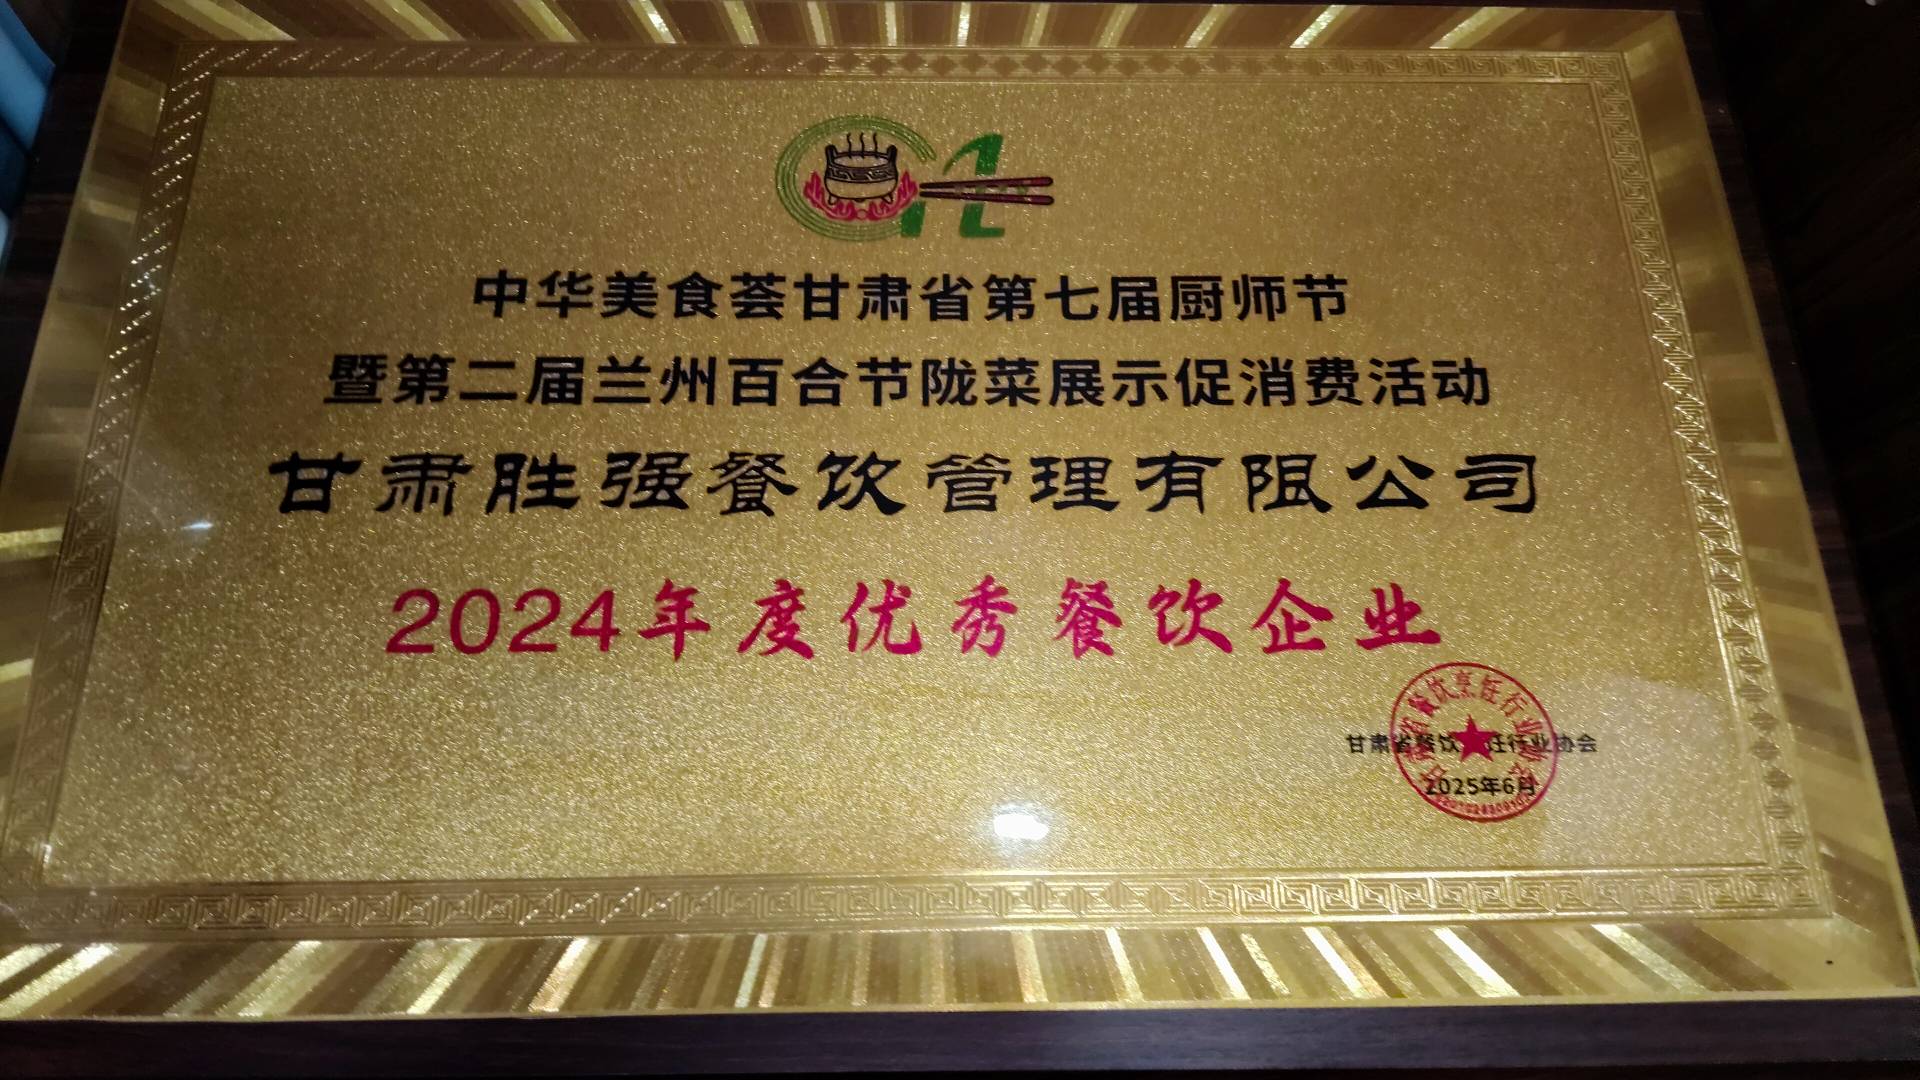 中华美食荟甘肃省第七届厨师节
暨第二届兰州百合节陇菜展示促消费活动
甘肃胜强餐饮管理有限公司
2024年度优秀餐饮企业
甘肃省餐饮烹饪行业协会
2025年6月